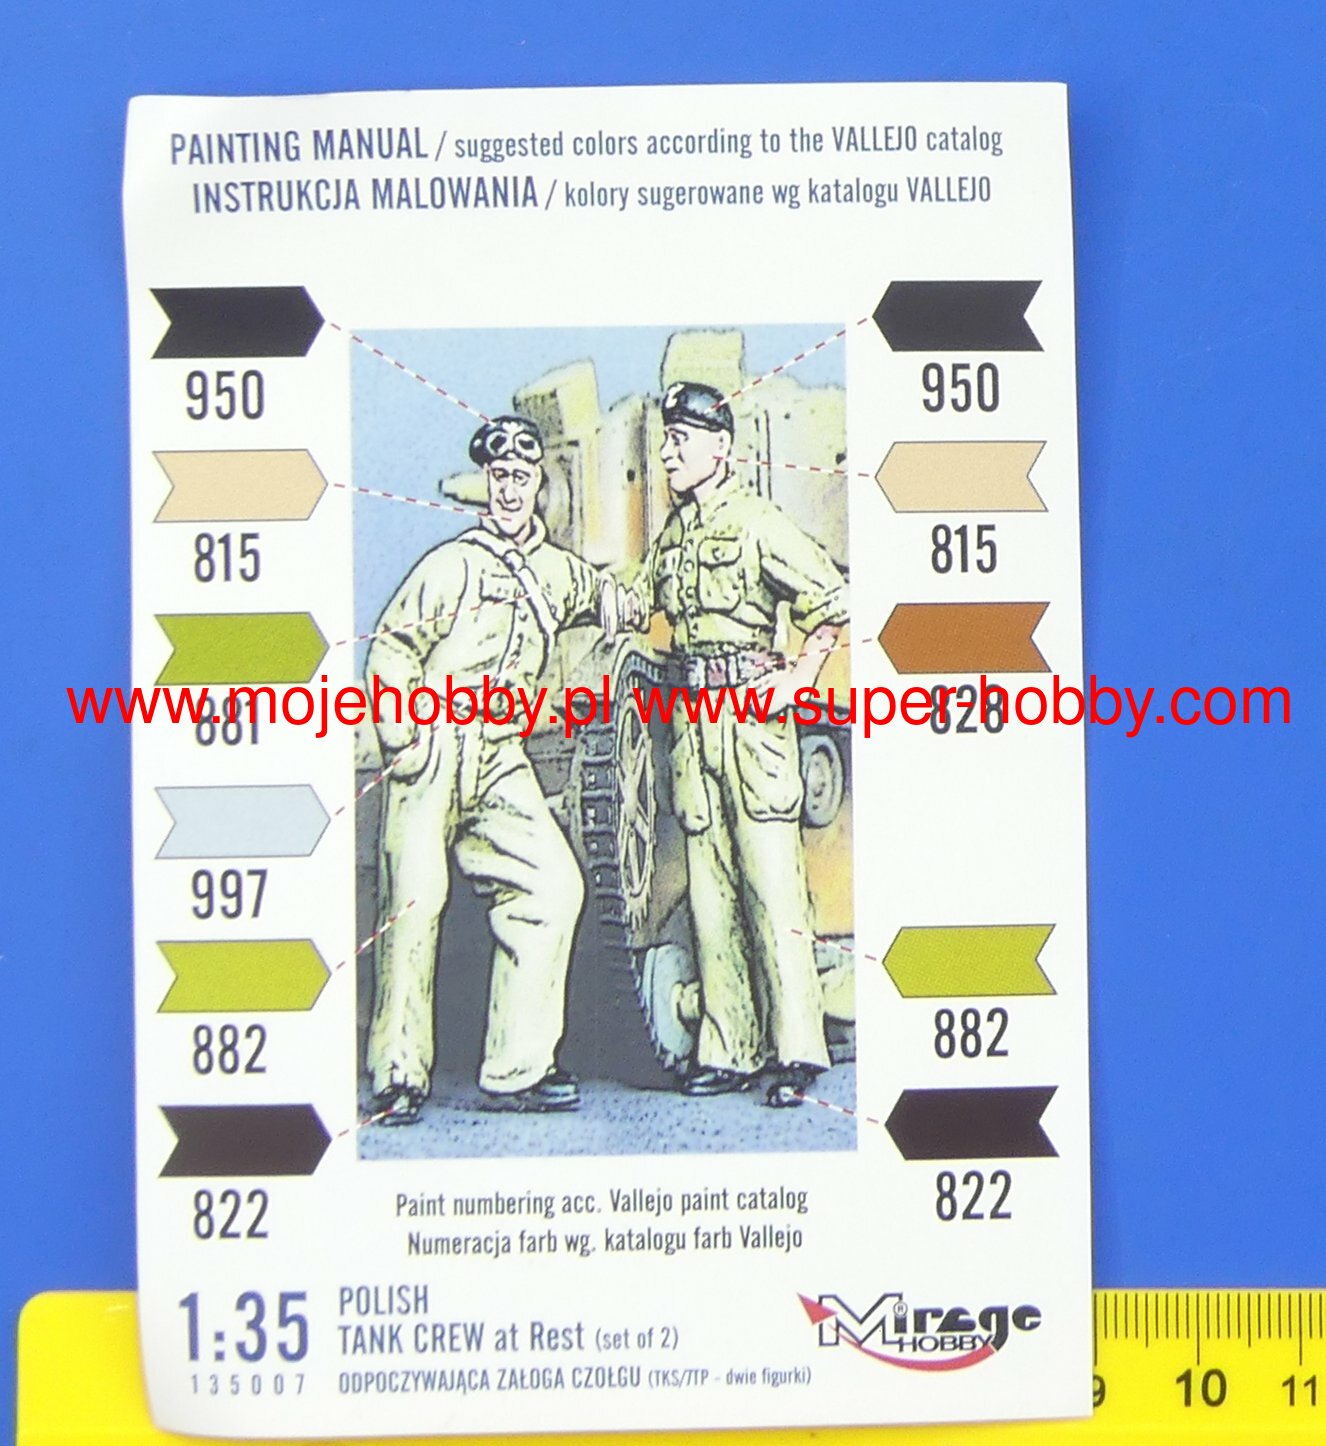 PAINTING MANUAL / suggested colors according to the VALLEJO catalog
INSTRUKCJA MALOWANIA / kolory sugerowane wg katalogu VALLEJO
950
950
815
815
881
828
www.mojehobby.pl www.super-hobby.com
997
882
882
822
822
Paint numbering acc. Vallejo paint catalog
Numeracja farb wg. katalogu farb Vallejo
1:35
135007
POLISH
TANK CREW at Rest (set of 2)
ODPOCZYWAJĄCA ZAŁOGA CZOŁGU (TKS/7TP - dwie figurki)
Mirage®
HOBBY
9 10 11